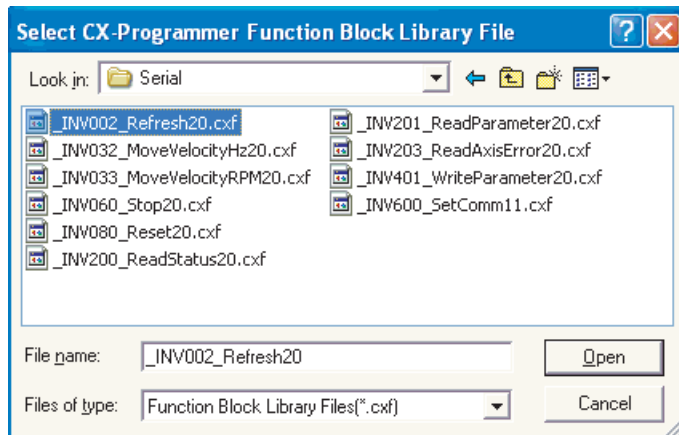 Select CX-Programmer Function Block Library File
Look in: Serial
_INV002_Refresh20.cxf
_INV032_MoveVelocityHz20.cxf
_INV033_MoveVelocityRPM20.cxf
_INV060_Stop20.cxf
_INV080_Reset20.cxf
_INV200_ReadStatus20.cxf
_INV201_ReadParameter20.cxf
_INV203_ReadAxisError20.cxf
_INV401_WriteParameter20.cxf
_INV600_SetComm11.cxf
File name: _INV002_Refresh20 Open
Files of type: Function Block Library Files(*.cxf) Cancel